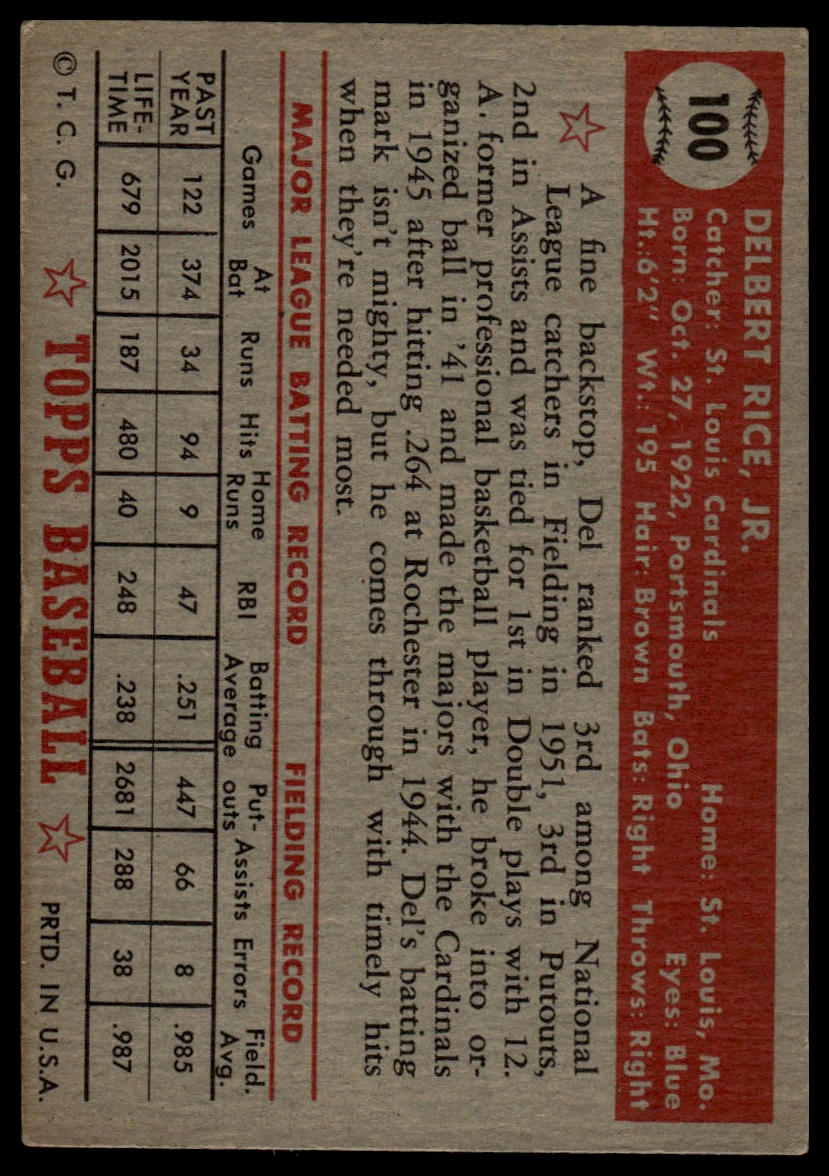 100
DELBERT RICE, JR.
Catcher: St. Louis Cardinals Home: St. Louis, Mo.
Born: Oct. 27, 1922, Portsmouth, Ohio Eyes: Blue
Ht.:6'2" Wt.: 195 Hair: Brown Bats: Right Throws: Right
A fine backstop, Del ranked 3rd among National
League catchers in Fielding in 1951, 3rd in Putouts,
2nd in Assists and was tied for 1st in Double plays with 12.
A. former professional basketball player, he broke into or-
ganized ball in '41 and made the majors with the Cardinals
in 1945 after hitting .264 at Rochester in 1944. Del's batting
mark isn't mighty, but he comes through with timely hits
when they're needed most.
MAJOR LEAGUE BATTING RECORD FIELDING RECORD
Games At Bat Runs Hits Home Runs RBI Batting Average Put-outs Assists Errors Field. Avg.
PAST YEAR 122 374 34 94 9 47 .251 447 66 8 .985
LIFE-TIME 679 2015 187 480 40 248 .238 2681 288 38 .987
© T. C. G. TOPPS BASEBALL PRTD. IN U.S.A.